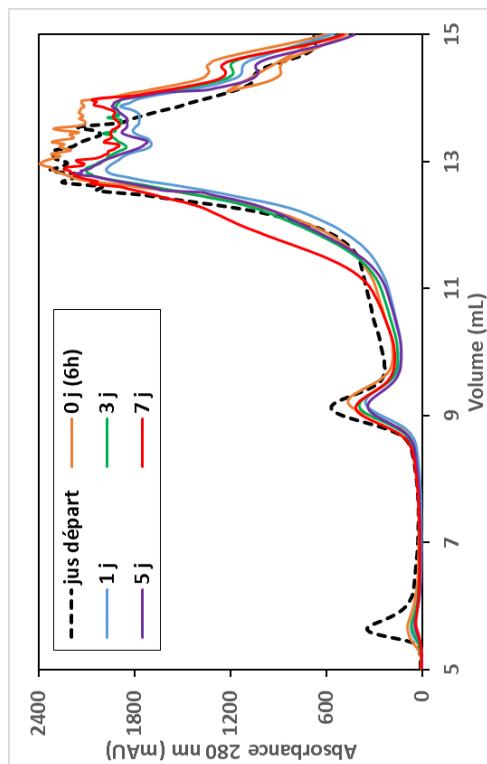 Absorbance 280 nm (mAU)
2400
1800
1200
600
0
jus départ 0 j (6h)
1 j 3 j
5 j 7 j
5 7 9 11 13 15
Volume (mL)